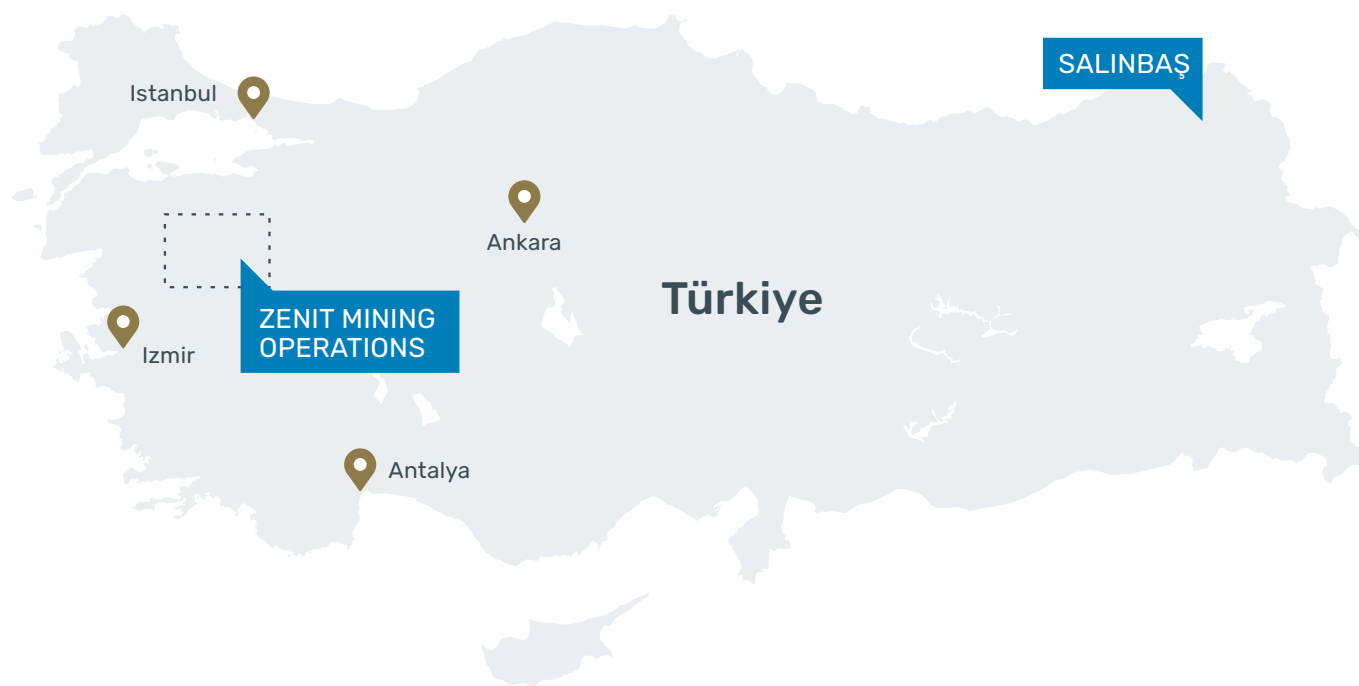 SALINBAŞ
Istanbul
Ankara
Türkiye
ZENIT MINING
OPERATIONS
Izmir
Antalya